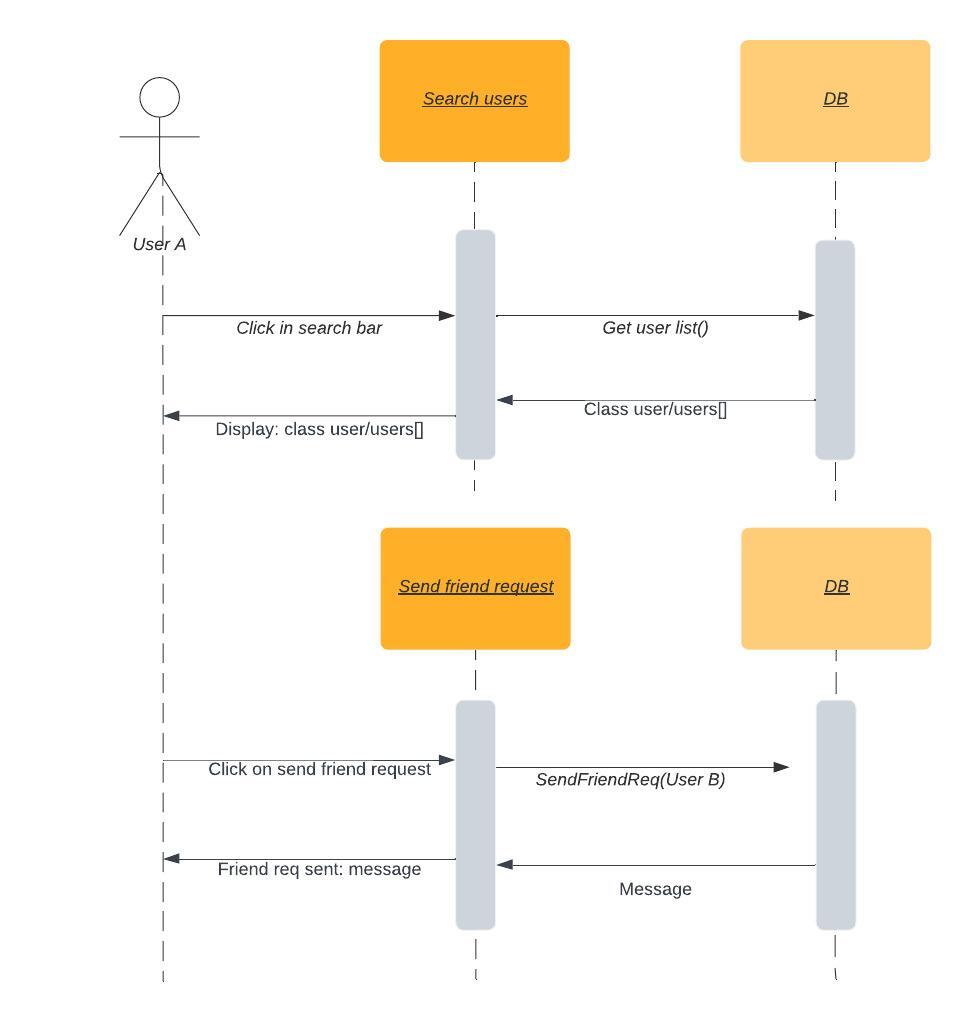 Search users
DB
User A
Click in search bar
Get user list()
Class user/users[]
Display: class user/users[]
Send friend request
DB
Click on send friend request
SendFriendReq(User B)
Friend req sent: message
Message